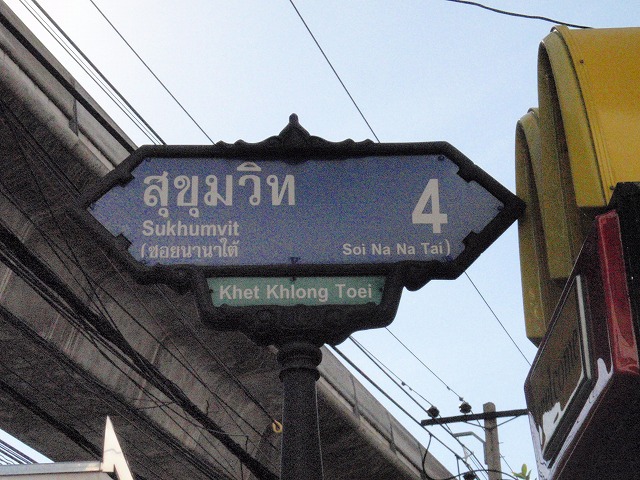 สุขุมวิท 4
Sukhumvit
(ซอยนานาใต้ Soi Na Na Tai)
Khet Khlong Toei